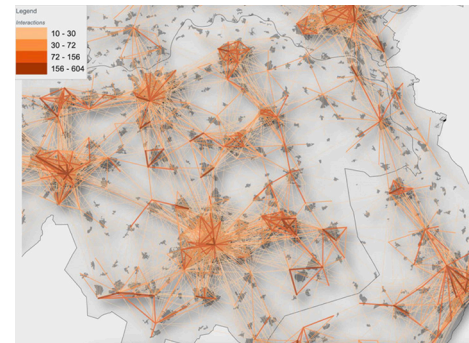 Legend
Interactions
10 - 30
30 - 72
72 - 156
156 - 604